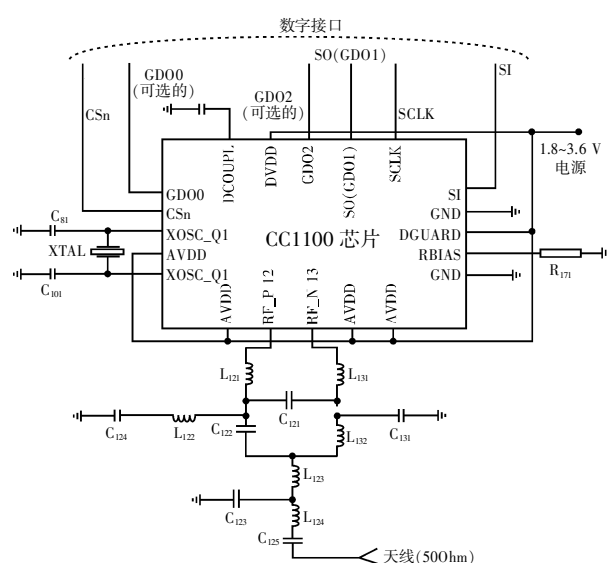 数字接口
SO(GDO1)
GDO0
(可选的)
GDO2
(可选的)
SI
CSn
SCLK
1.8~3.6 V
电源
DCOUPL
DVDD
GDO2
SO(GDO1)
SCLK
GDO0
CSn
XOSC_Q1
AVDD
XOSC_Q1
CC1100 芯片
SI
GND
DGUARD
RBIAS
GND
C81
XTAL
C101
R171
AVDD
RF_P 12
RF_N 13
AVDD
AVDD
L121
L131
C121
C124
L122
C122
L132
C131
L123
C123
L124
C125
天线(50Ohm)